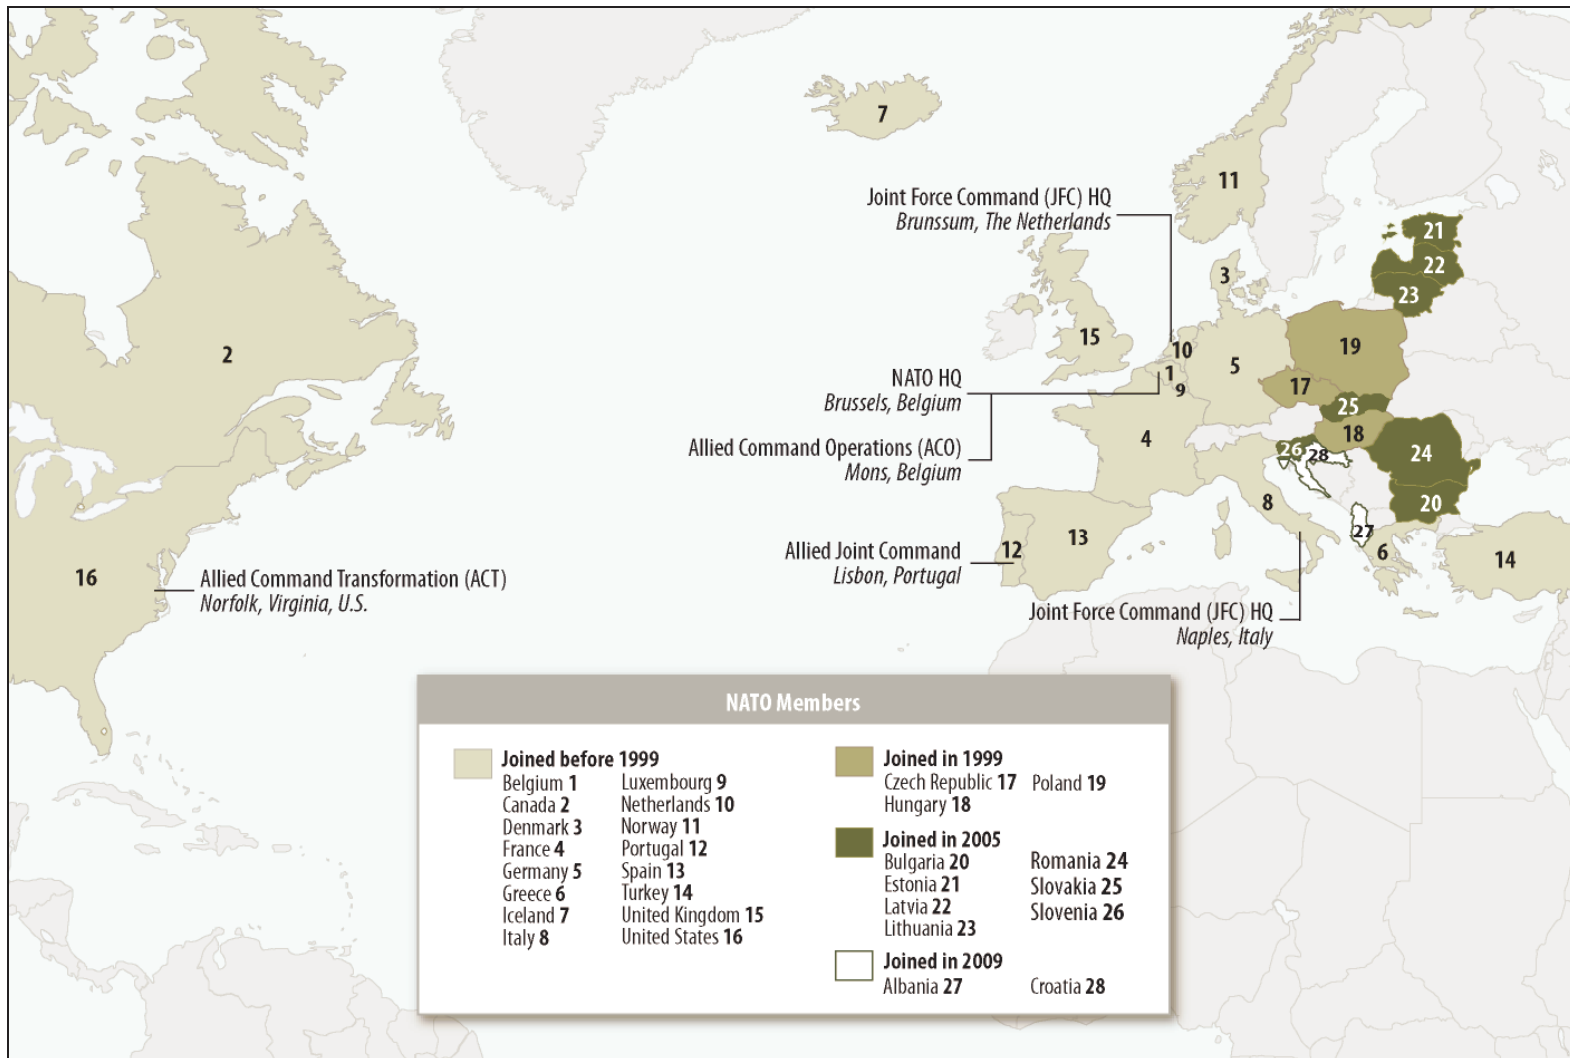 7
11
Joint Force Command (JFC) HQ
Brunssum, The Netherlands
21
22
3
23
15
10
19
2
5
1
NATO HQ
Brussels, Belgium
9
17
25
4
18
Allied Command Operations (ACO)
Mons, Belgium
26
28
24
8
20
13
27
12
Allied Joint Command
Lisbon, Portugal
6
14
16
Allied Command Transformation (ACT)
Norfolk, Virginia, U.S.
Joint Force Command (JFC) HQ
Naples, Italy
NATO Members
Joined before 1999
Belgium 1
Canada 2
Denmark 3
France 4
Germany 5
Greece 6
Iceland 7
Italy 8
Luxembourg 9
Netherlands 10
Norway 11
Portugal 12
Spain 13
Turkey 14
United Kingdom 15
United States 16
Joined in 1999
Czech Republic 17
Hungary 18
Poland 19
Joined in 2005
Bulgaria 20
Estonia 21
Latvia 22
Lithuania 23
Romania 24
Slovakia 25
Slovenia 26
Joined in 2009
Albania 27
Croatia 28